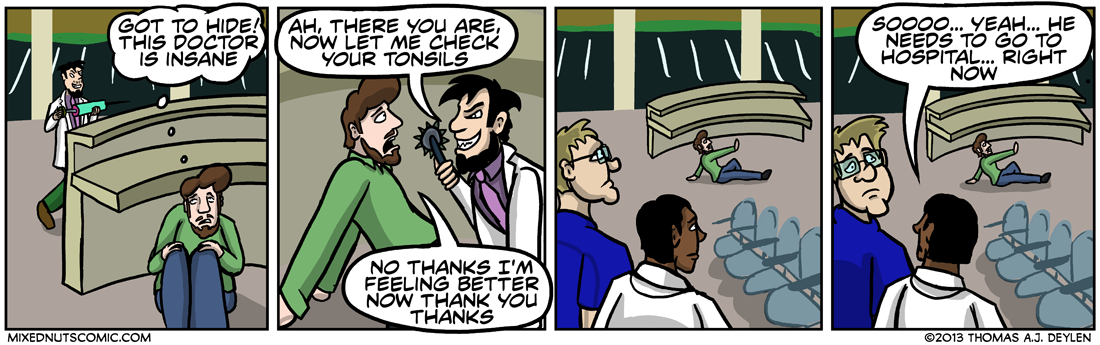 GOT TO HIDE!
THIS DOCTOR
IS INSANE
AH, THERE YOU ARE,
NOW LET ME CHECK
YOUR TONSILS
NO THANKS I'M
FEELING BETTER
NOW THANK YOU
THANKS
SOOOO... YEAH... HE
NEEDS TO GO TO
HOSPITAL... RIGHT
NOW
MIXEDNUTSCOMIC.COM
©2013 THOMAS A.J. DEYLEN